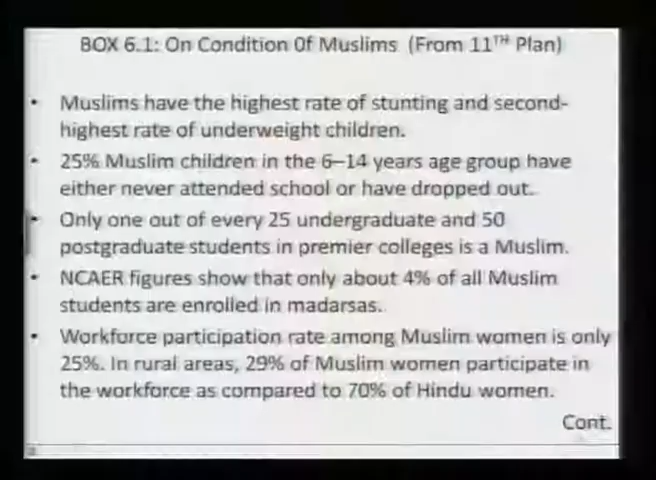 BOX 6.1: On Condition Of Muslims (From 11TH Plan)
• Muslims have the highest rate of stunting and second-
highest rate of underweight children.
• 25% Muslim children in the 6–14 years age group have
either never attended school or have dropped out.
• Only one out of every 25 undergraduate and 50
postgraduate students in premier colleges is a Muslim.
• NCAER figures show that only about 4% of all Muslim
students are enrolled in madarsas.
• Workforce participation rate among Muslim women is only
25%. In rural areas, 29% of Muslim women participate in
the workforce as compared to 70% of Hindu women.
Cont.